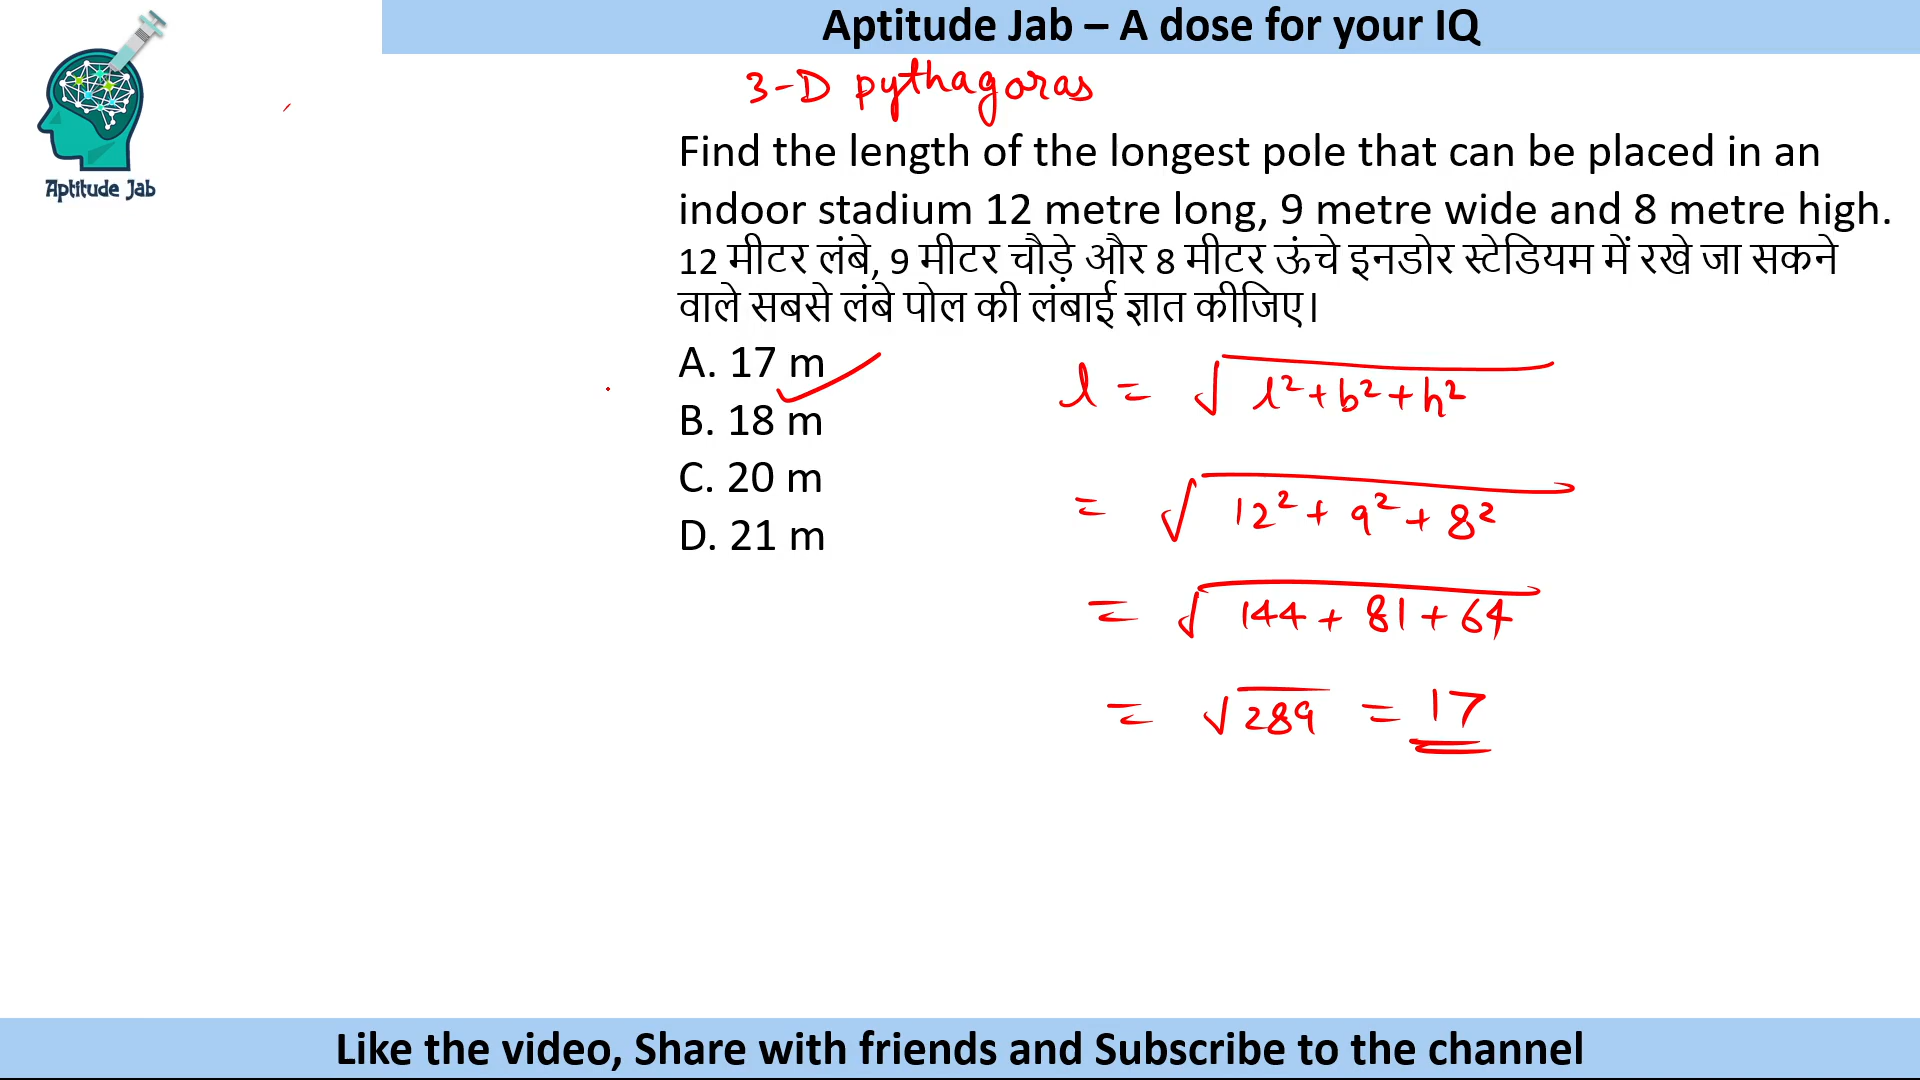 Aptitude Jab – A dose for your IQ
3-D pythagoras
Aptitude Jab
Find the length of the longest pole that can be placed in an
indoor stadium 12 metre long, 9 metre wide and 8 metre high.
12 मीटर लंबे, 9 मीटर चौड़े और 8 मीटर ऊंचे इनडोर स्टेडियम में रखे जा सकने
वाले सबसे लंबे पोल की लंबाई ज्ञात कीजिए।
A. 17 m
B. 18 m
C. 20 m
D. 21 m
l = √(l² + b² + h²)
= √(12² + 9² + 8²)
= √(144 + 81 + 64)
= √289 = 17
Like the video, Share with friends and Subscribe to the channel